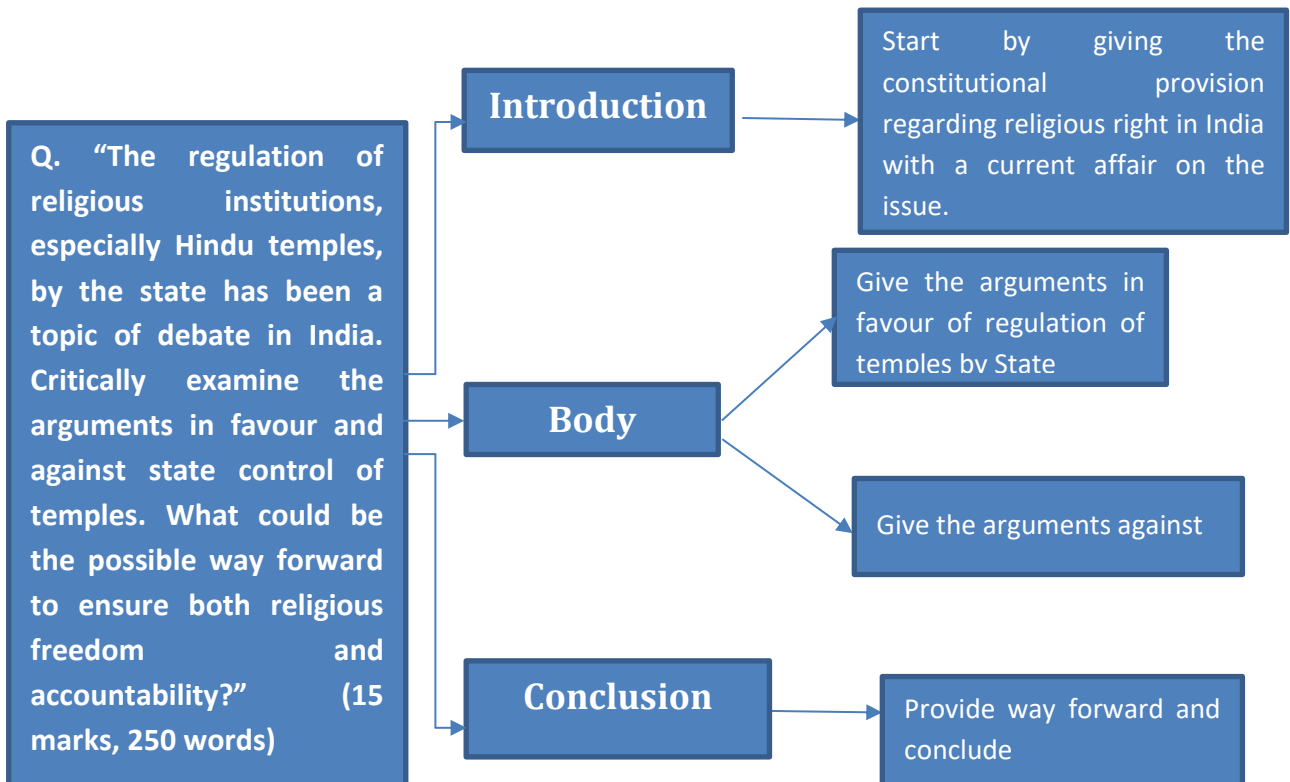 Q. “The regulation of
religious institutions,
especially Hindu temples,
by the state has been a
topic of debate in India.
Critically examine the
arguments in favour and
against state control of
temples. What could be
the possible way forward
to ensure both religious
freedom and
accountability?” (15
marks, 250 words)
Introduction
Start by giving the
constitutional provision
regarding religious right in India
with a current affair on the
issue.
Body
Give the arguments in
favour of regulation of
temples by State
Give the arguments against
Conclusion
Provide way forward and
conclude